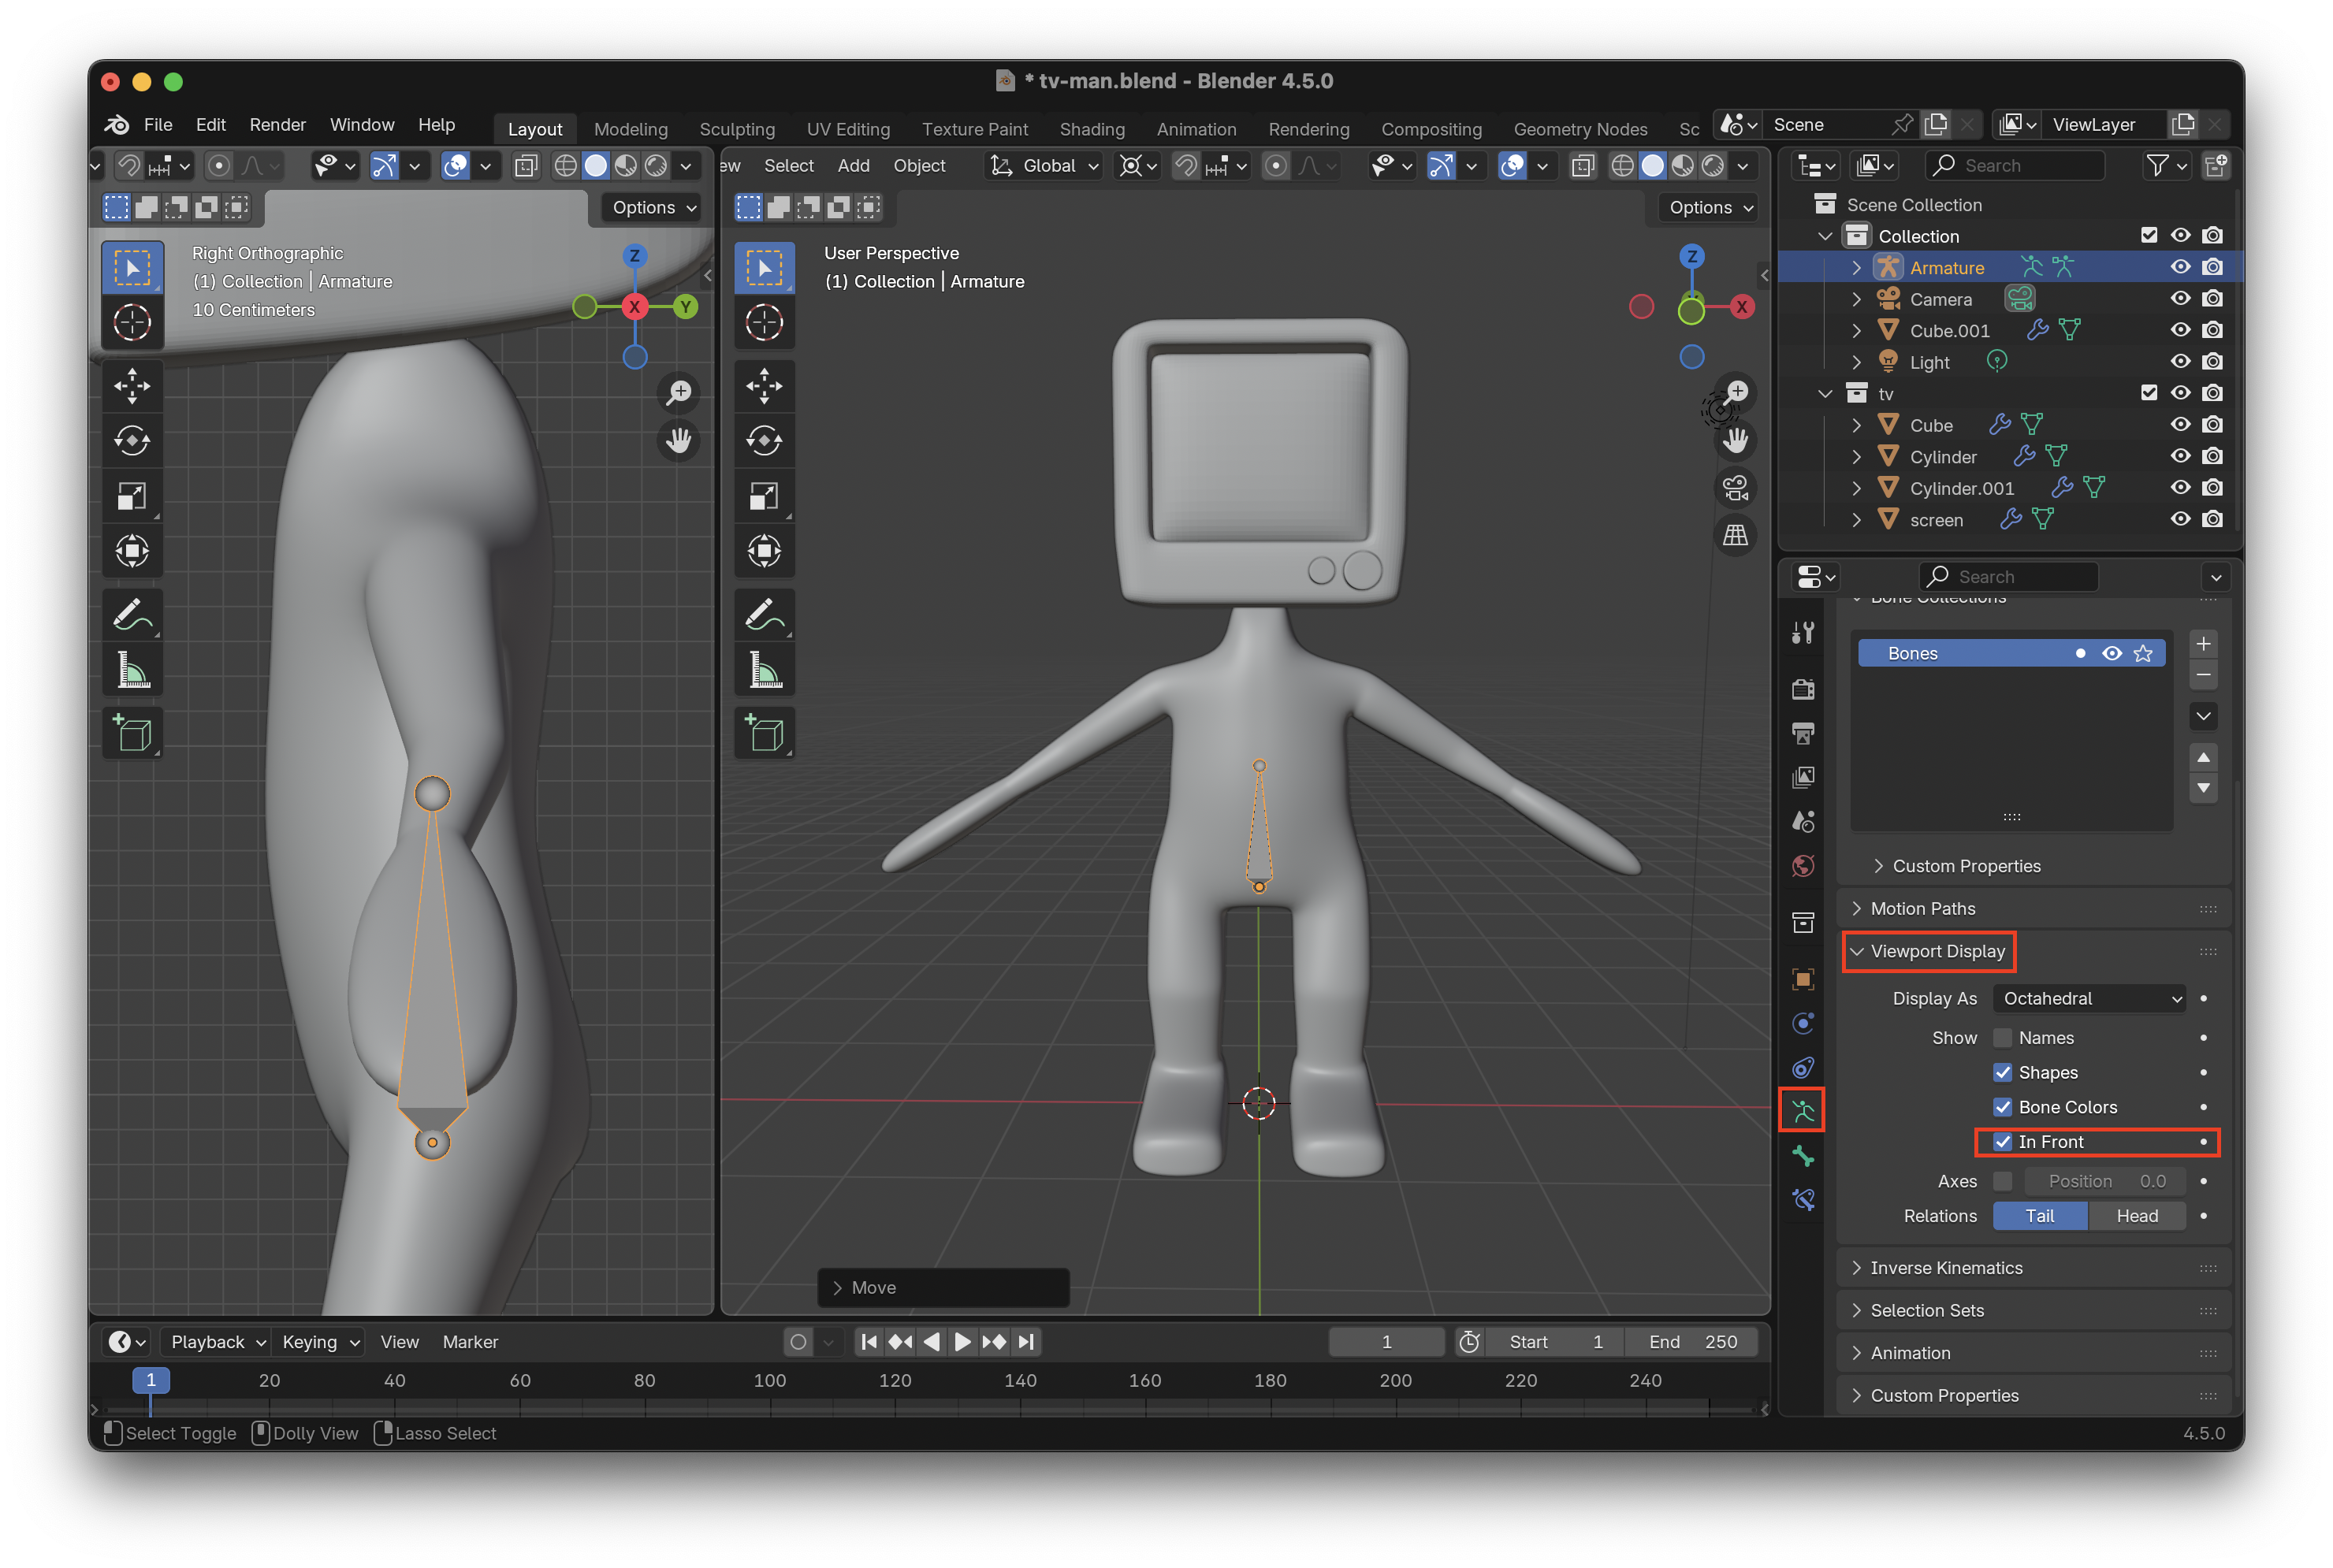 * tv-man.blend - Blender 4.5.0
File Edit Render Window Help Layout Modeling Sculpting UV Editing Texture Paint Shading Animation Rendering Compositing Geometry Nodes Sc Scene ViewLayer
ew Select Add Object Global Search
Options Options
Right Orthographic
(1) Collection | Armature
10 Centimeters
Z
X
Y
User Perspective
(1) Collection | Armature
Z
X
Scene Collection
Collection
Armature
Camera
Cube.001
Light
tv
Cube
Cylinder
Cylinder.001
screen
Search
Bone Collections
Bones
Custom Properties
Motion Paths
Viewport Display
Display As Octahedral
Show Names
Shapes
Bone Colors
In Front
Axes Position 0.0
Relations Tail Head
Inverse Kinematics
Selection Sets
Animation
Custom Properties
Move
Playback Keying View Marker 1 Start 1 End 250
1 20 40 60 80 100 120 140 160 180 200 220 240
Select Toggle Dolly View Lasso Select 4.5.0